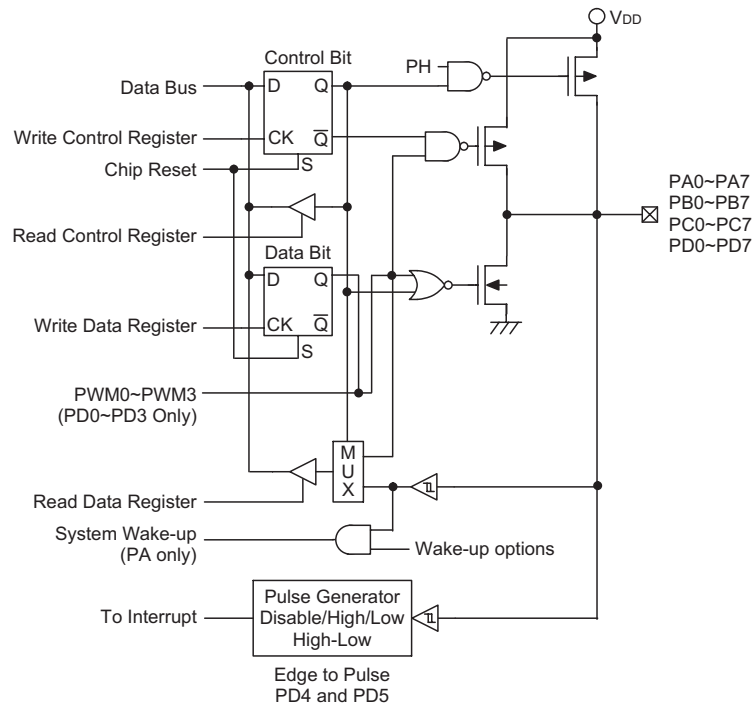 VDD
Control Bit
PH
Data Bus
D
Q
Write Control Register
CK
Q
Chip Reset
S
PA0~PA7
PB0~PB7
PC0~PC7
PD0~PD7
Read Control Register
Data Bit
D
Q
Write Data Register
CK
Q
S
PWM0~PWM3
(PD0~PD3 Only)
M
U
X
Read Data Register
System Wake-up
(PA only)
Wake-up options
To Interrupt
Pulse Generator
Disable/High/Low
High-Low
Edge to Pulse
PD4 and PD5